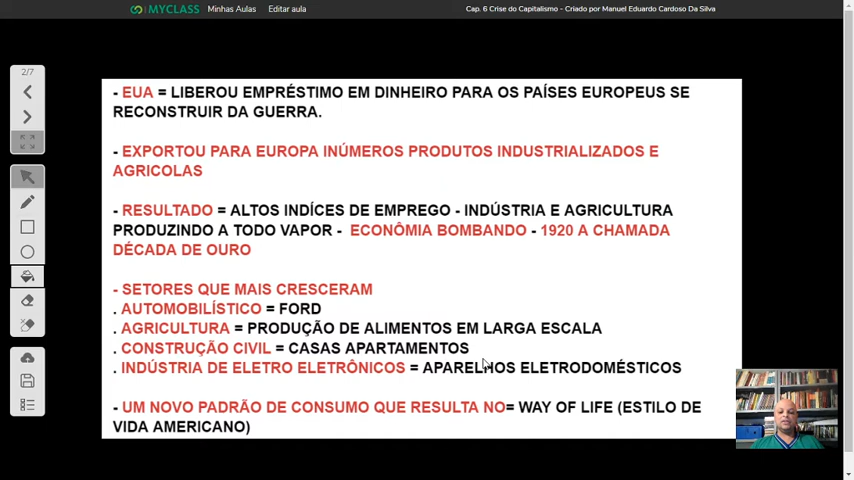 MYCLASS Minhas Aulas Editar aula Cap. 6 Crise do Capitalismo - Criado por Manuel Eduardo Cardoso Da Silva
2/7
- EUA = LIBEROU EMPRÉSTIMO EM DINHEIRO PARA OS PAÍSES EUROPEUS SE
RECONSTRUIR DA GUERRA.
- EXPORTOU PARA EUROPA INÚMEROS PRODUTOS INDUSTRIALIZADOS E
AGRICOLAS
- RESULTADO = ALTOS INDÍCES DE EMPREGO - INDÚSTRIA E AGRICULTURA
PRODUZINDO A TODO VAPOR - ECONÔMIA BOMBANDO - 1920 A CHAMADA
DÉCADA DE OURO
- SETORES QUE MAIS CRESCERAM
. AUTOMOBILÍSTICO = FORD
. AGRICULTURA = PRODUÇÃO DE ALIMENTOS EM LARGA ESCALA
. CONSTRUÇÃO CIVIL = CASAS APARTAMENTOS
. INDÚSTRIA DE ELETRO ELETRÔNICOS = APARELHOS ELETRODOMÉSTICOS
- UM NOVO PADRÃO DE CONSUMO QUE RESULTA NO= WAY OF LIFE (ESTILO DE
VIDA AMERICANO)